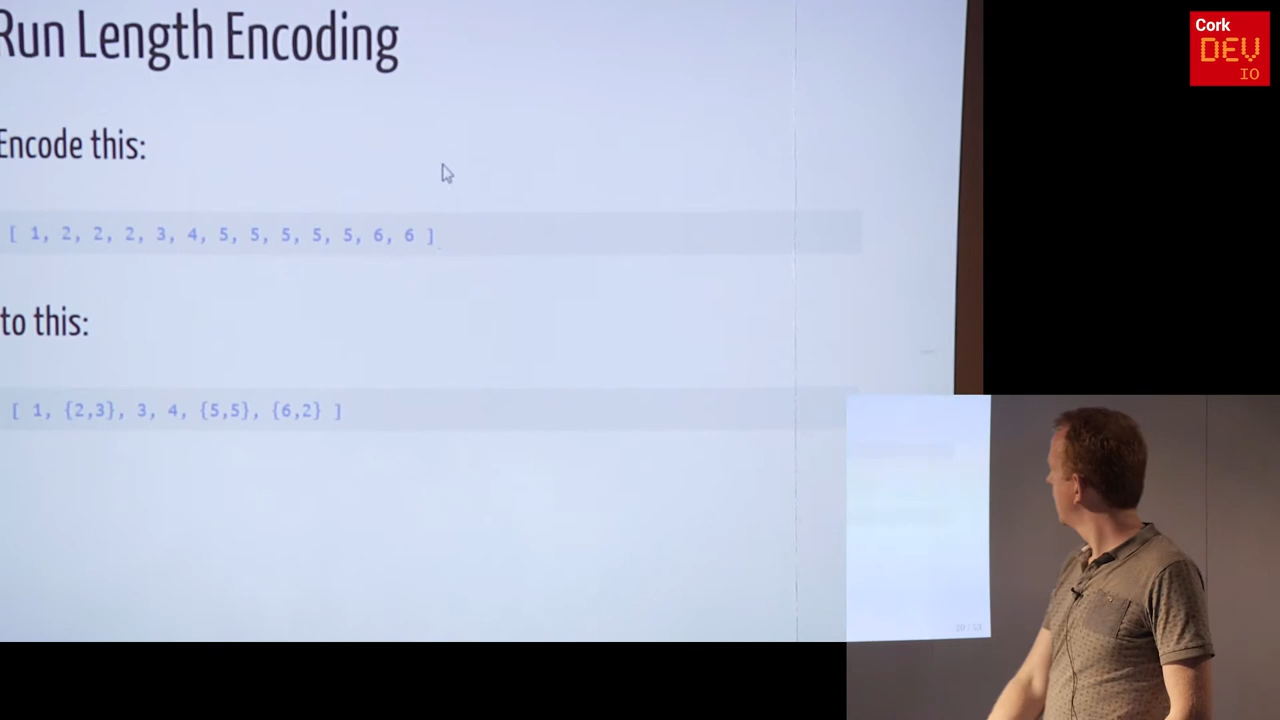 Run Length Encoding
Cork
DEV
IO
Encode this:
[ 1, 2, 2, 2, 3, 4, 5, 5, 5, 5, 5, 6, 6 ]
to this:
[ 1, {2,3}, 3, 4, {5,5}, {6,2} ]